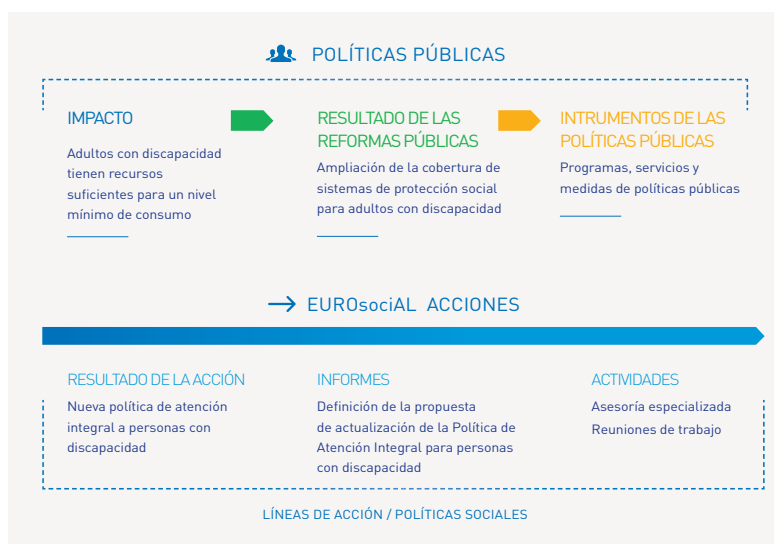 POLÍTICAS PÚBLICAS
IMPACTO
Adultos con discapacidad
tienen recursos
suficientes para un nivel
mínimo de consumo
RESULTADO DE LAS
REFORMAS PÚBLICAS
Ampliación de la cobertura de
sistemas de protección social
para adultos con discapacidad
INTRUMENTOS DE LAS
POLÍTICAS PÚBLICAS
Programas, servicios y
medidas de políticas públicas
EUROsociAL ACCIONES
RESULTADO DE LA ACCIÓN
Nueva política de atención
integral a personas con
discapacidad
INFORMES
Definición de la propuesta
de actualización de la Política de
Atención Integral para personas
con discapacidad
ACTIVIDADES
Asesoría especializada
Reuniones de trabajo
LÍNEAS DE ACCIÓN / POLÍTICAS SOCIALES